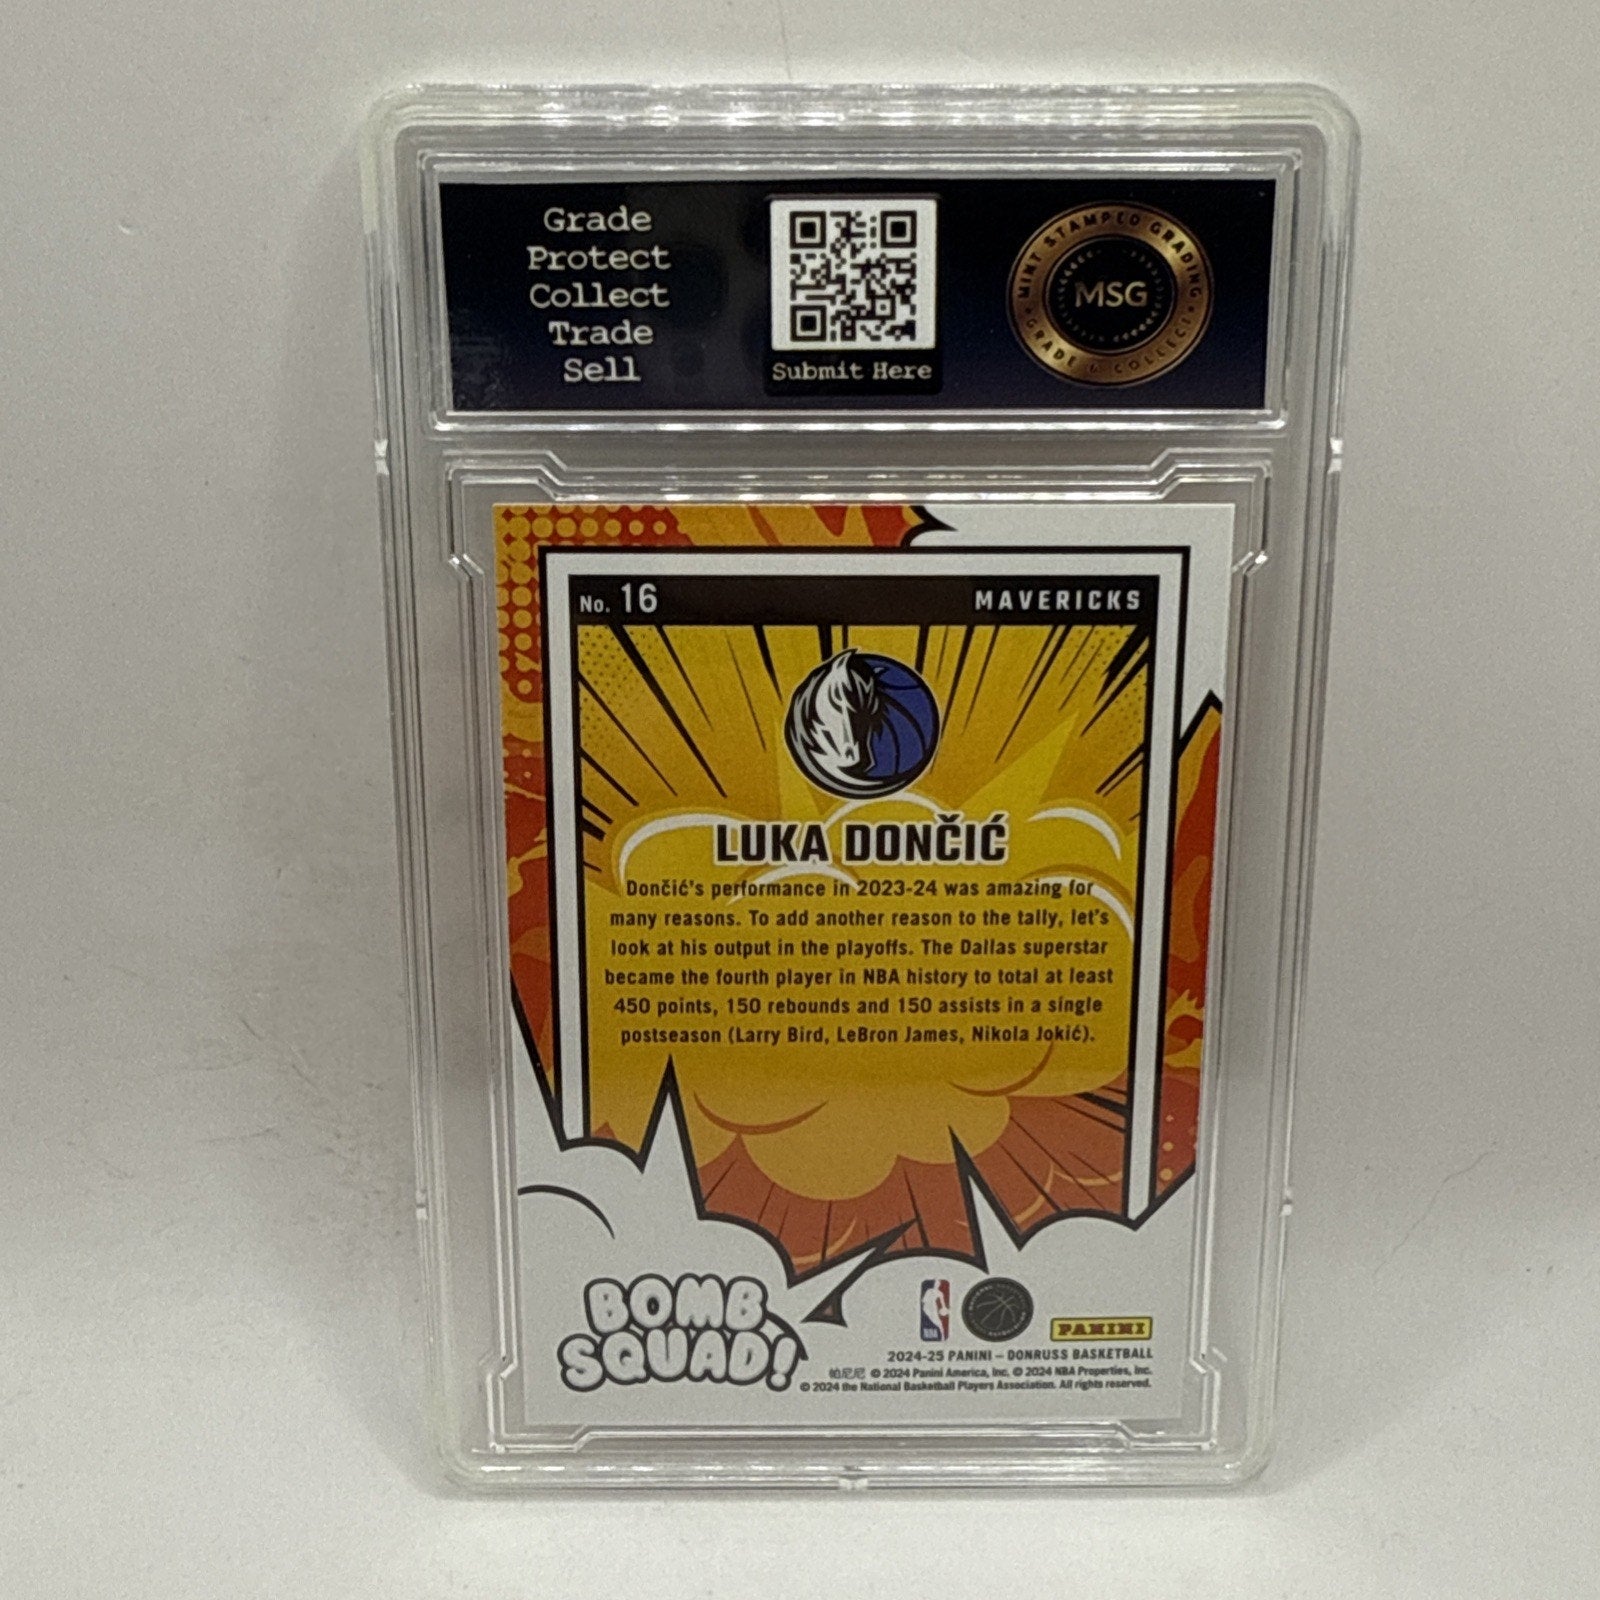 Grade
Protect
Collect
Trade
Sell
Submit Here
MINT STAMPED GRADING
MSG
GRADE & COLLECT
No. 16
MAVERICKS
LUKA DONČIĆ
Dončić's performance in 2023-24 was amazing for
many reasons. To add another reason to the tally, let's
look at his output in the playoffs. The Dallas superstar
became the fourth player in NBA history to total at least
450 points, 150 rebounds and 150 assists in a single
postseason (Larry Bird, LeBron James, Nikola Jokić).
BOMB
SQUAD!
NBA
PANINI
2024-25 PANINI – DONRUSS BASKETBALL
帕尼尼 © 2024 Panini America, Inc. © 2024 NBA Properties, Inc.
© 2024 the National Basketball Players Association. All rights reserved.